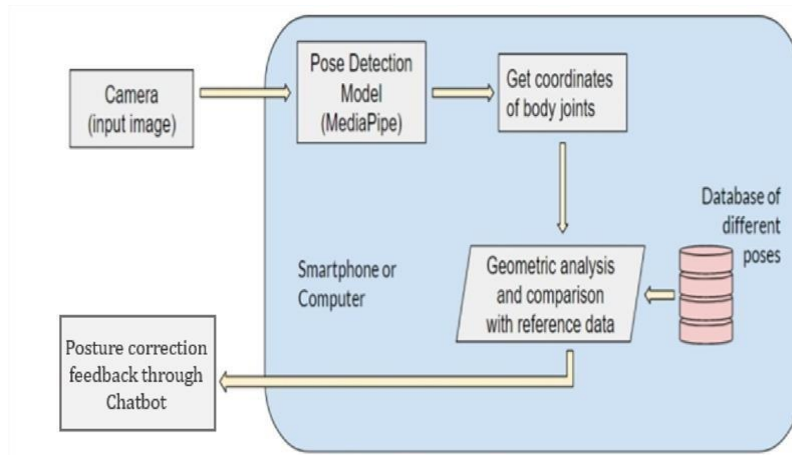 Camera
(input image)
Pose Detection
Model
(MediaPipe)
Get coordinates
of body joints
Database of
different
poses
Smartphone or
Computer
Geometric analysis
and comparison
with reference data
Posture correction
feedback through
Chatbot